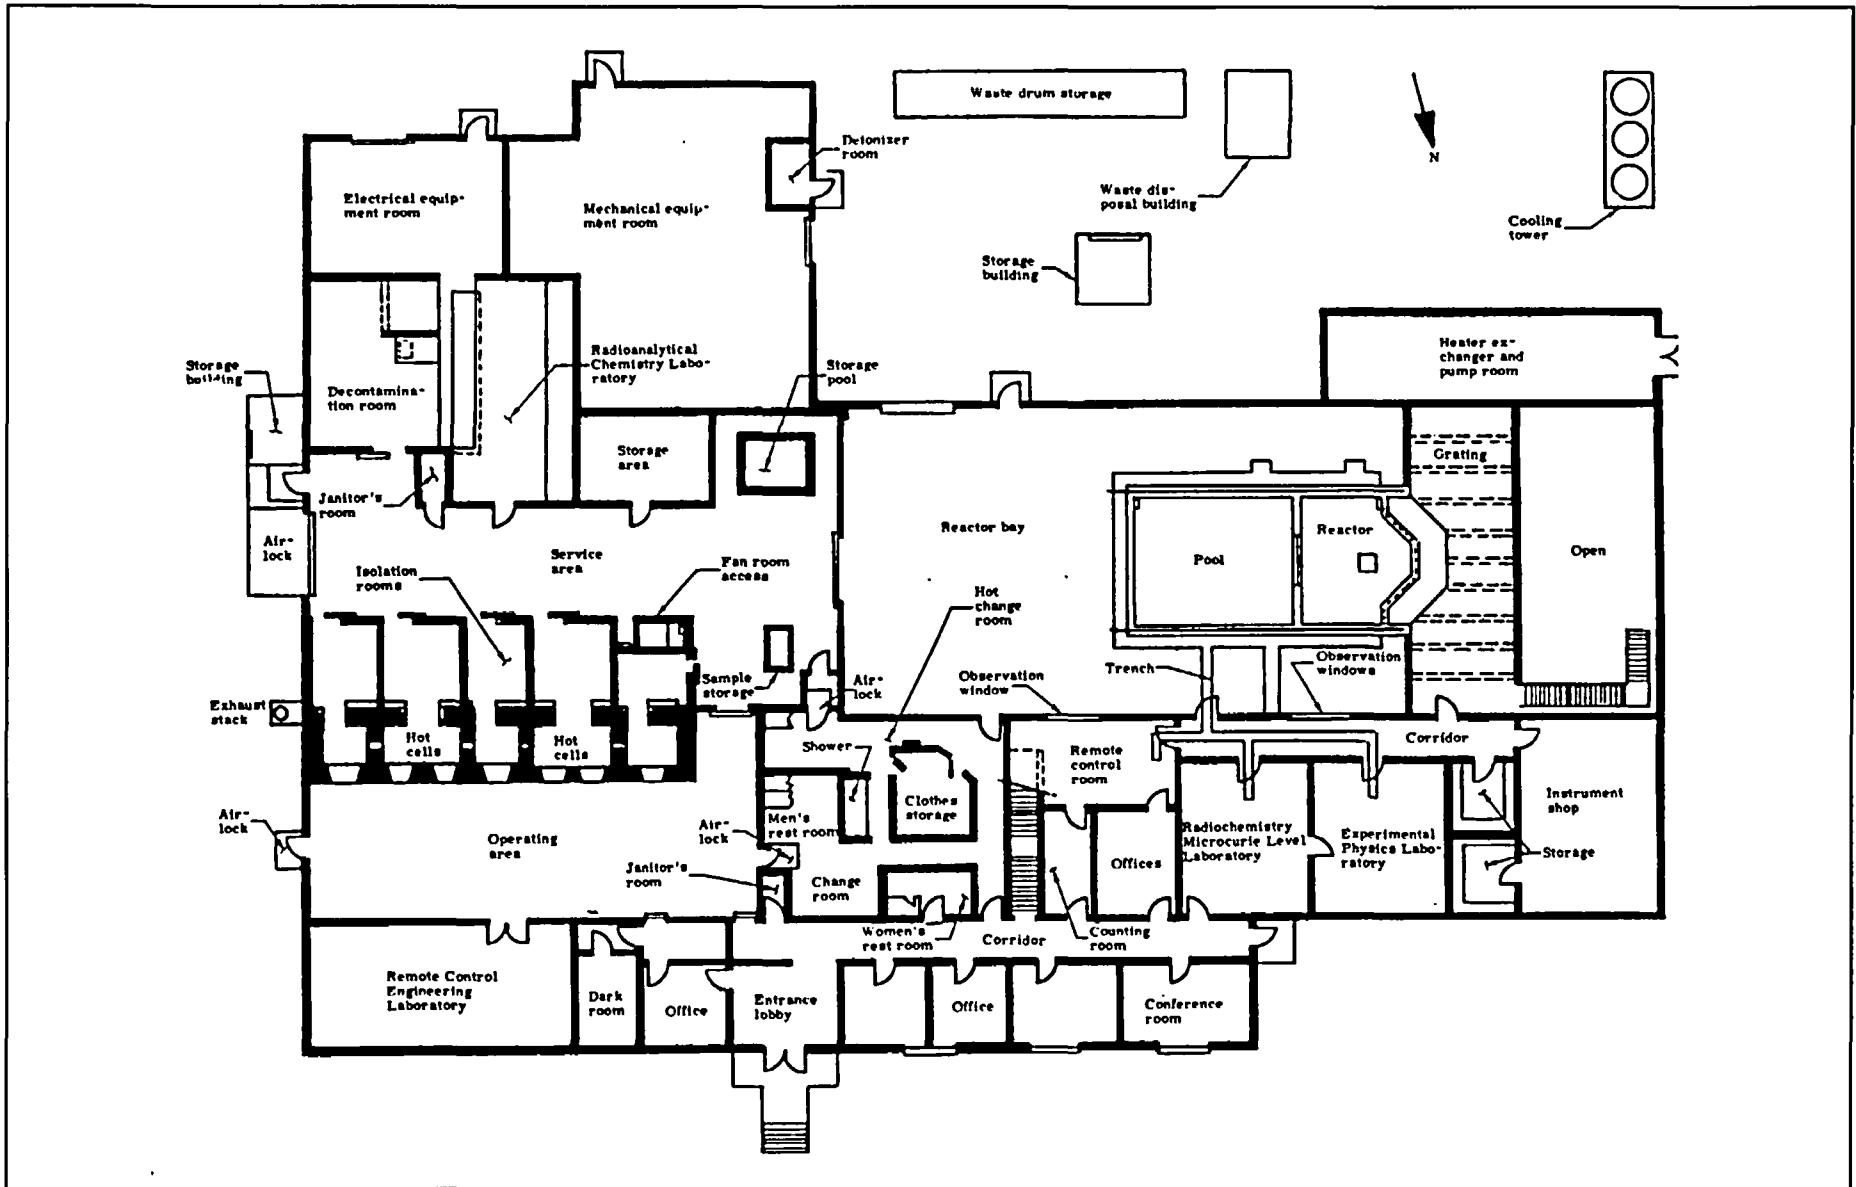 Waste drum storage
Deionizer
room
N
Electrical equip-
ment room
Mechanical equip-
ment room
Waste dis-
posal building
Cooling
tower
Storage
building
Storage
building
Radioanalytical
Chemistry Labo-
ratory
Storage
pool
Heater ex-
changer and
pump room
Decontamina-
tion room
Storage
area
Grating
Janitor's
room
Reactor bay
Reactor
Air-
lock
Service
area
Fan room
access
Pool
Open
Isolation
rooms
Hot
change
room
Observation
windows
Trench
Sample
storage
Air-
lock
Observation
window
Exhaust
stack
Hot
cells
Hot
cells
Shower
Remote
control
room
Corridor
Clothes
storage
Instrument
shop
Air-
lock
Men's
rest room
Air-
lock
Operating
area
Radiochemistry
Microcurie Level
Laboratory
Experimental
Physics Labo-
ratory
Storage
Offices
Janitor's
room
Change
room
Women's
rest room
Corridor
Counting
room
Remote Control
Engineering
Laboratory
Dark
room
Office
Entrance
lobby
Office
Conference
room